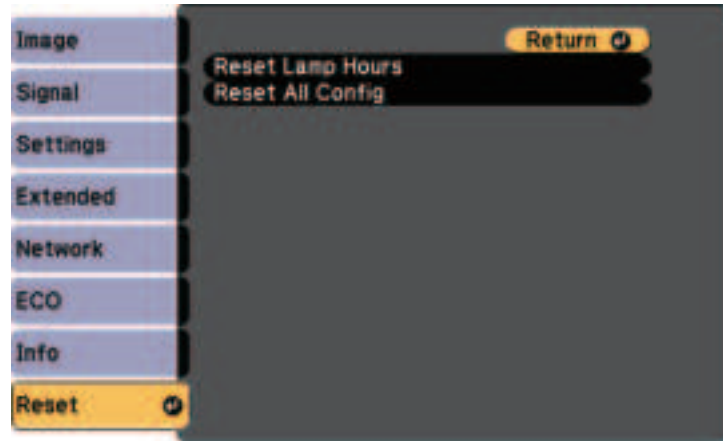 Image
Signal
Settings
Extended
Network
ECO
Info
Reset
Return
Reset Lamp Hours
Reset All Config